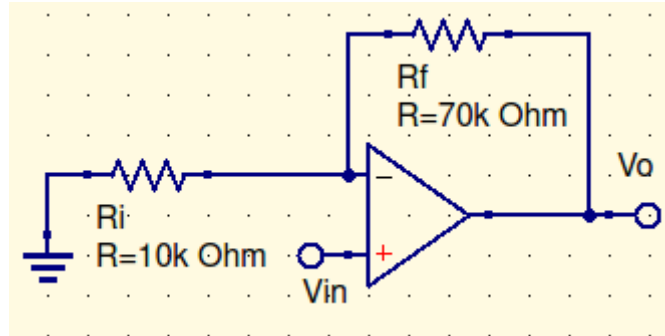 Rf
R=70k Ohm
Vo
−
Ri
R=10k Ohm
+
Vin